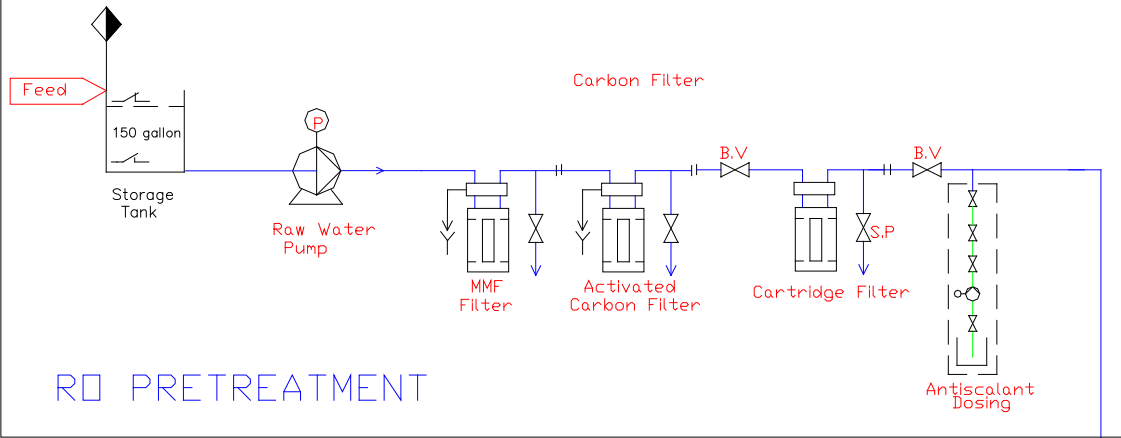 Carbon Filter
Feed
150 gallon
P
B.V
B.V
Storage
Tank
Raw Water
Pump
S.P
MMF
Filter
Activated
Carbon Filter
Cartridge Filter
Antiscalant
Dosing
RO PRETREATMENT